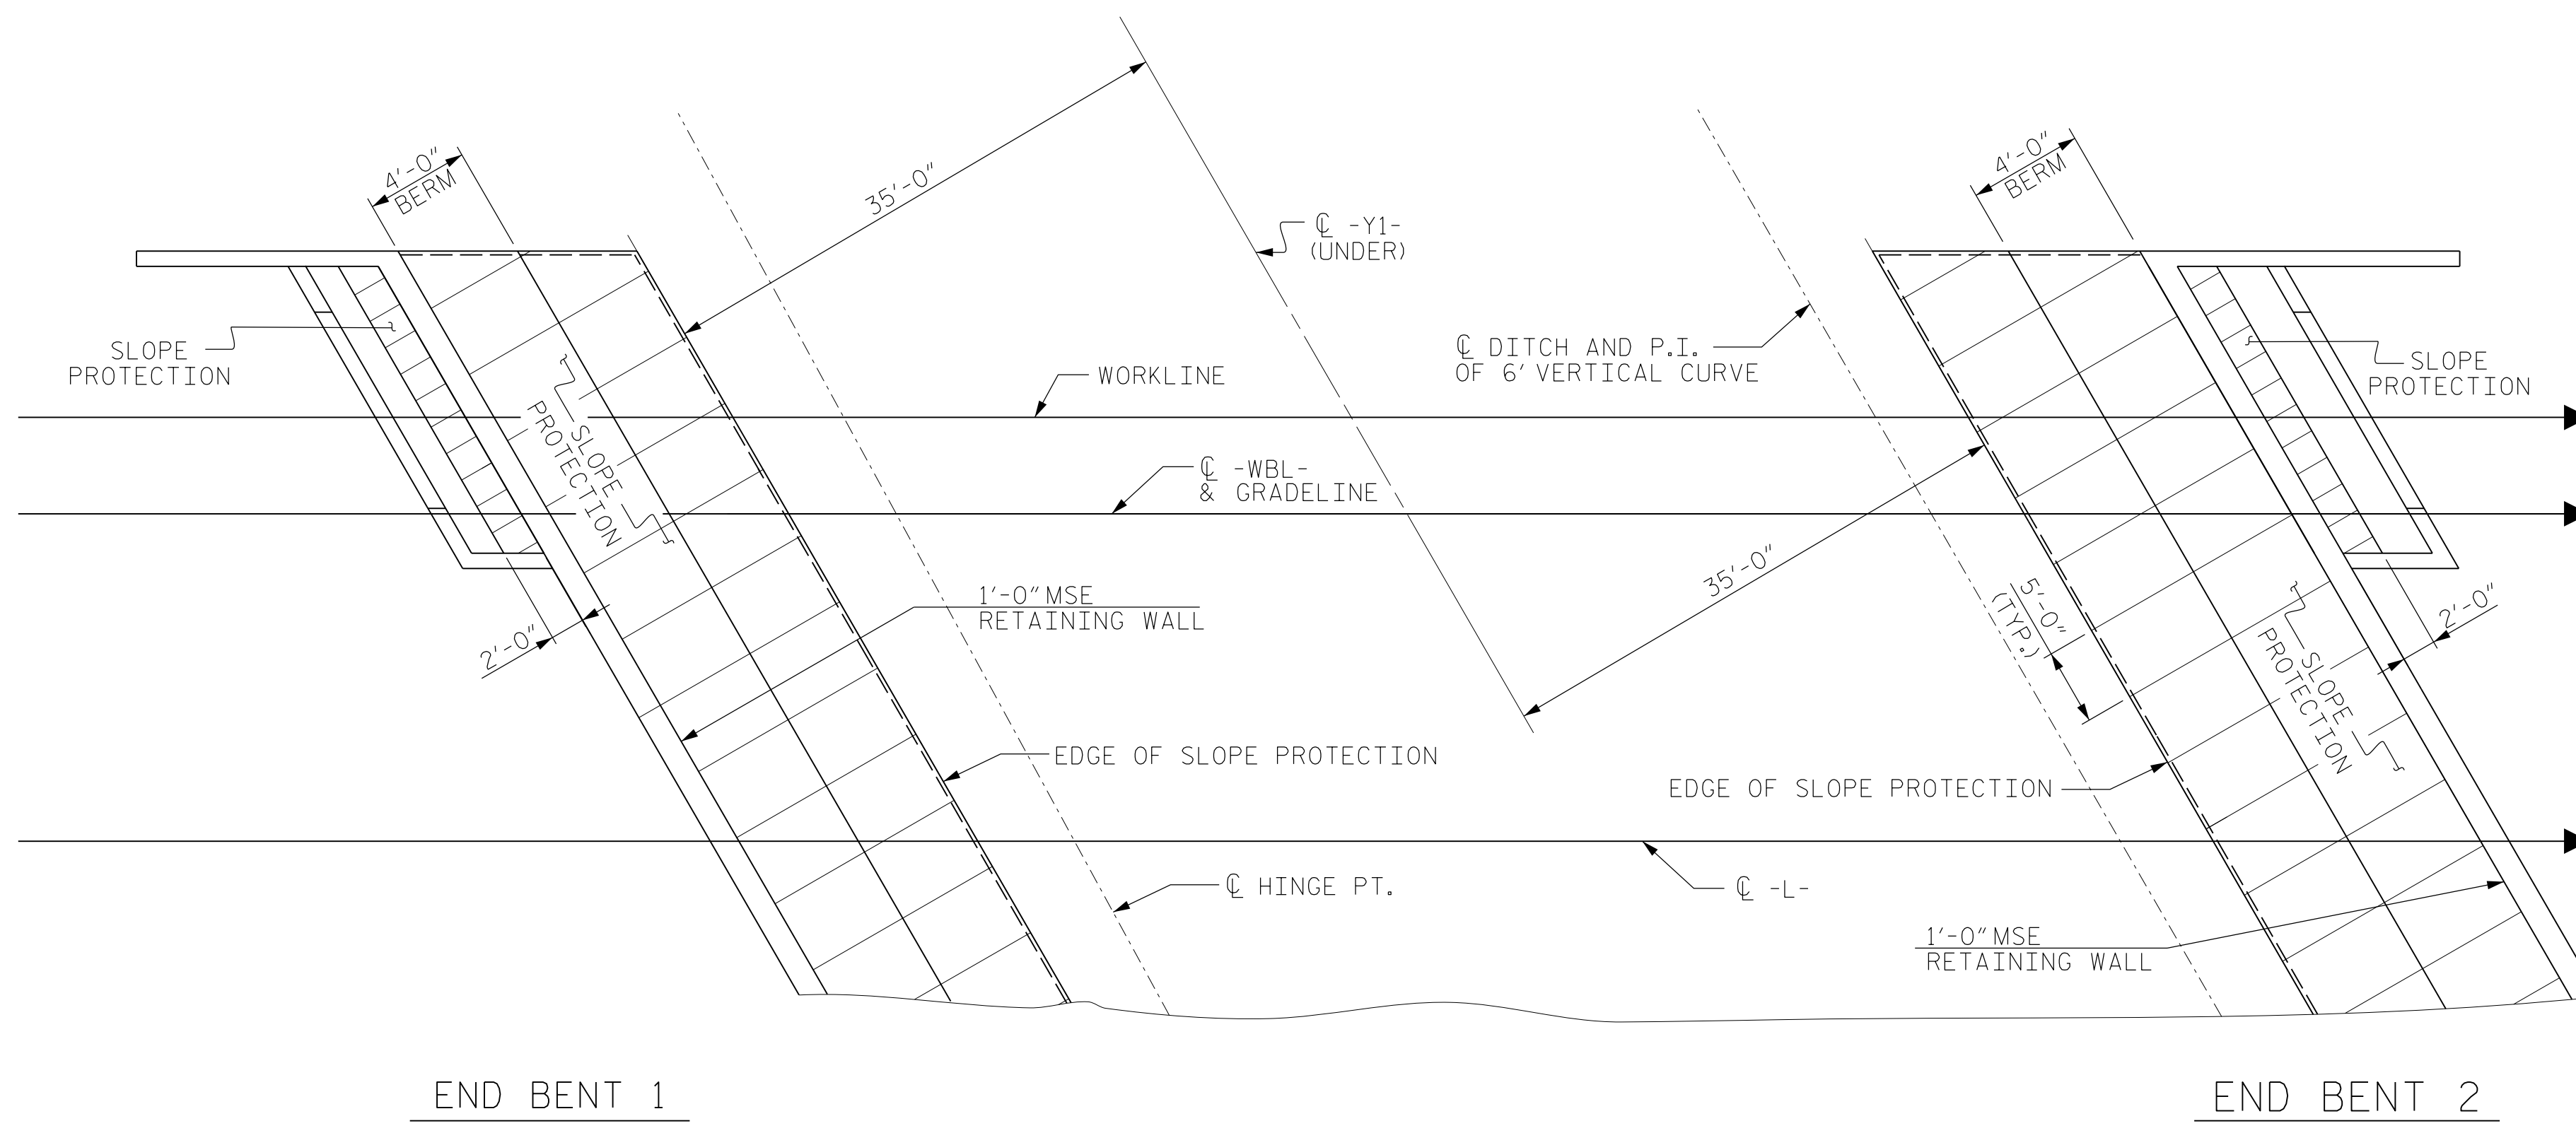 4'-0"
BERM
35'-0"
℄ -Y1-
(UNDER)
4'-0"
BERM
SLOPE
PROTECTION
WORKLINE
℄ DITCH AND P.I.
OF 6' VERTICAL CURVE
SLOPE
PROTECTION
SLOPE
PROTECTION
℄ -WBL-
& GRADELINE
35'-0"
5'-0"
(TYP.)
2'-0"
1'-0" MSE
RETAINING WALL
2'-0"
SLOPE
PROTECTION
EDGE OF SLOPE PROTECTION
EDGE OF SLOPE PROTECTION
℄ HINGE PT.
℄ -L-
1'-0" MSE
RETAINING WALL
END BENT 1
END BENT 2